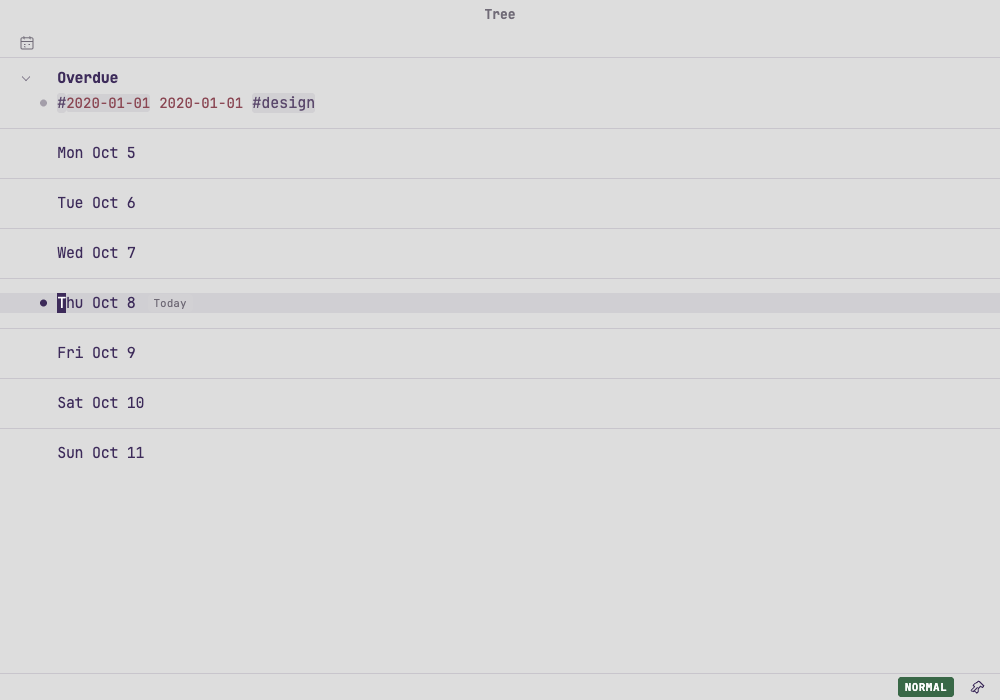 Tree
Overdue
#2020-01-01 2020-01-01 #design
Mon Oct 5
Tue Oct 6
Wed Oct 7
Thu Oct 8 Today
Fri Oct 9
Sat Oct 10
Sun Oct 11
NORMAL